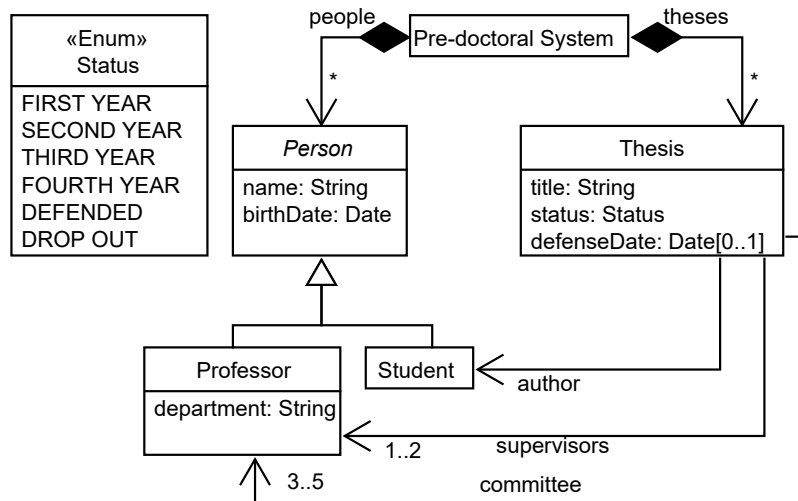 people
Pre-doctoral System
theses
«Enum»
Status
FIRST YEAR
SECOND YEAR
THIRD YEAR
FOURTH YEAR
DEFENDED
DROP OUT
*
*
Person
name: String
birthDate: Date
Thesis
title: String
status: Status
defenseDate: Date[0..1]
Professor
department: String
Student
author
1..2
supervisors
3..5
committee